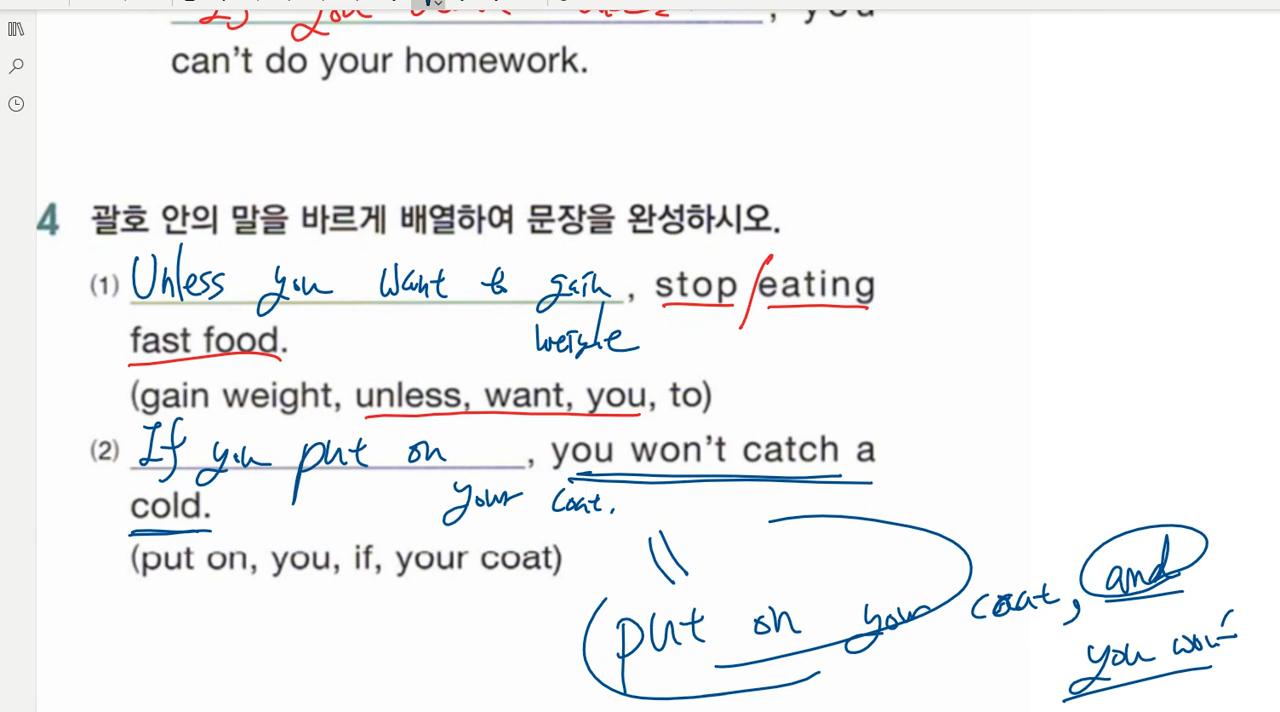 If you
, you
can't do your homework.
4 괄호 안의 말을 바르게 배열하여 문장을 완성하시오.
(1) Unless you want to gain, stop / eating
fast food. weight
(gain weight, unless, want, you, to)
(2) If you put on, you won't catch a
cold. your coat.
(put on, you, if, your coat)
put on your coat, and
you won't